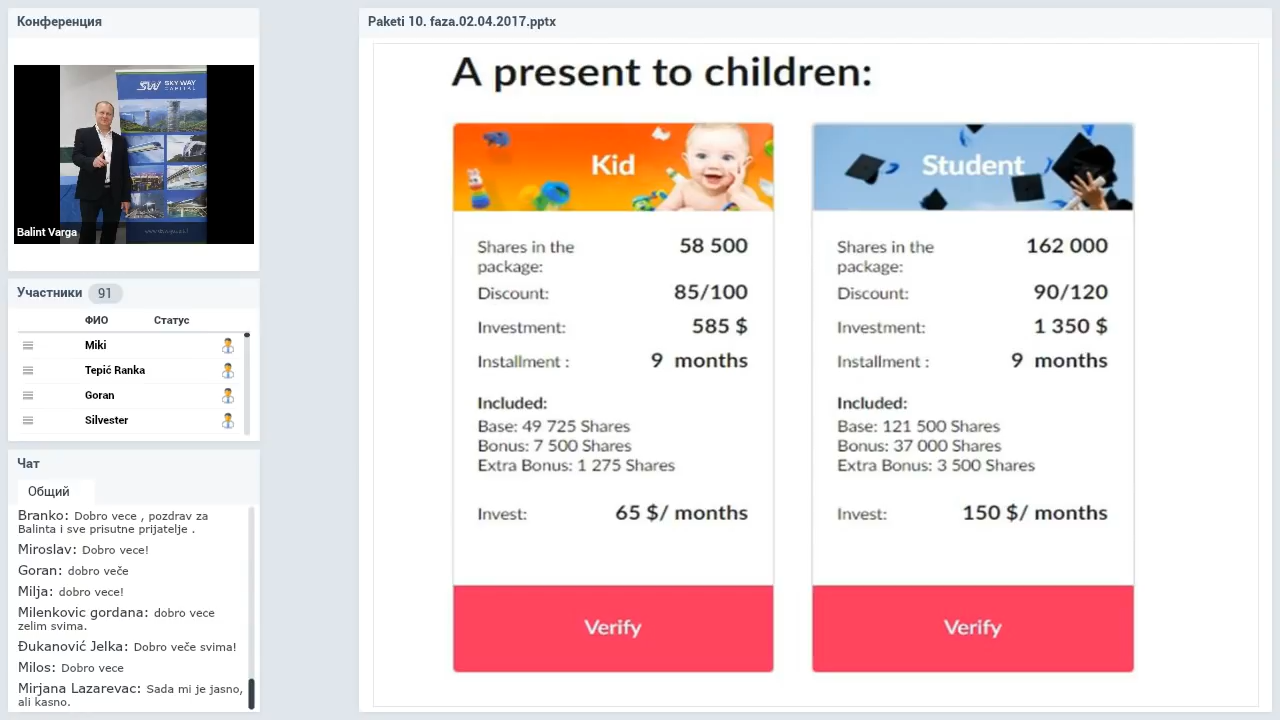 Конференция
SKY WAY
CAPITAL
Balint Varga
Участники 91
ФИО Статус
Miki
Tepić Ranka
Goran
Silvester
Чат
Общий
Branko: Dobro vece , pozdrav za
Balinta i sve prisutne prijatelje .
Miroslav: Dobro vece!
Goran: dobro veče
Milja: dobro vece!
Milenkovic gordana: dobro vece
zelim svima.
Đukanović Jelka: Dobro veče svima!
Milos: Dobro vece
Mirjana Lazarevac: Sada mi je jasno,
ali kasno.
Paketi 10. faza.02.04.2017.pptx
A present to children:
Kid
Shares in the 58 500
package:
Discount: 85/100
Investment: 585 $
Installment : 9 months
Included:
Base: 49 725 Shares
Bonus: 7 500 Shares
Extra Bonus: 1 275 Shares
Invest: 65 $/ months
Verify
Student
Shares in the 162 000
package:
Discount: 90/120
Investment: 1 350 $
Installment : 9 months
Included:
Base: 121 500 Shares
Bonus: 37 000 Shares
Extra Bonus: 3 500 Shares
Invest: 150 $/ months
Verify